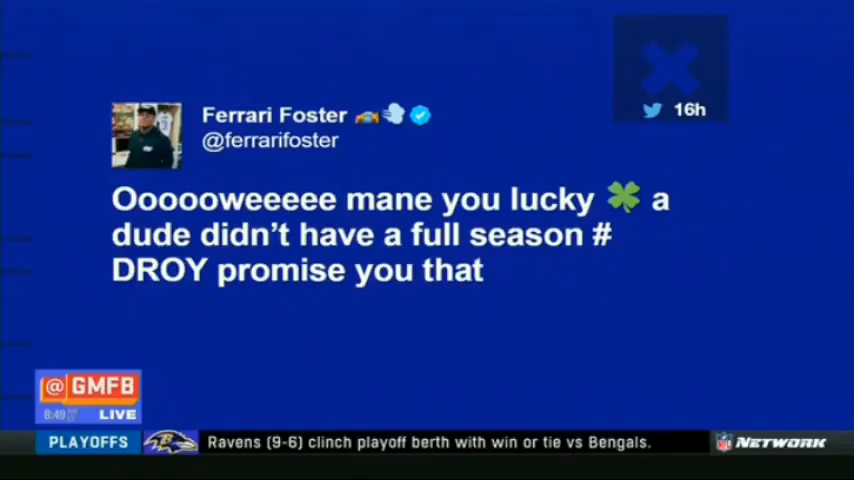 16h
Ferrari Foster
@ferrarifoster
Oooooweeeee mane you lucky 🍀 a
dude didn't have a full season #
DROY promise you that
@GMFB
8:49
LIVE
PLAYOFFS
Ravens (9-6) clinch playoff berth with win or tie vs Bengals.
NFL NETWORK